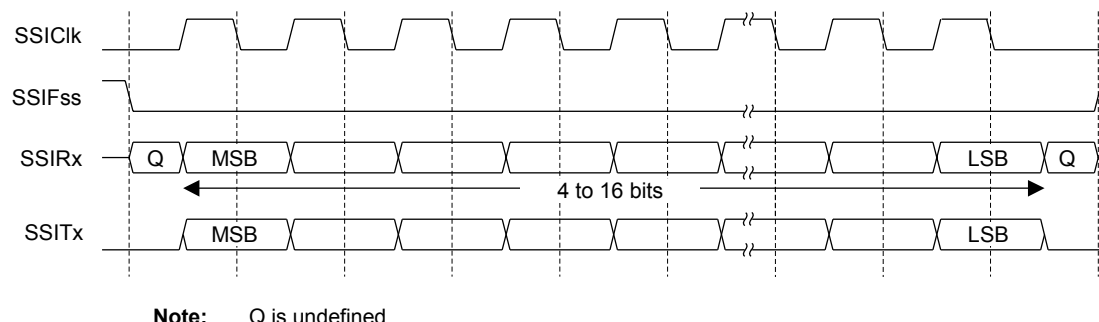 SSIClk
SSIFss
SSIRx Q MSB LSB Q
4 to 16 bits
SSITx MSB LSB
Note: Q is undefined